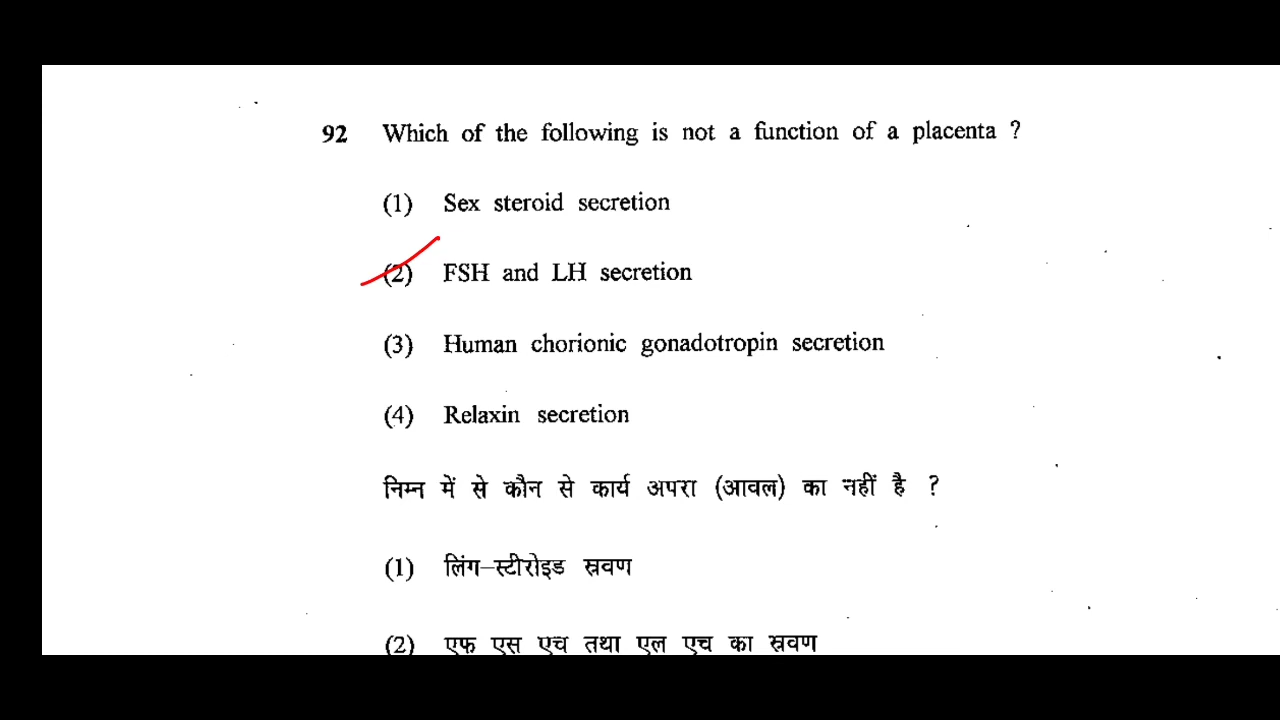 92 Which of the following is not a function of a placenta ?
(1) Sex steroid secretion
(2) FSH and LH secretion
(3) Human chorionic gonadotropin secretion
(4) Relaxin secretion
निम्न में से कौन से कार्य अपरा (आवल) का नहीं है ?
(1) लिंग–स्टीरोइड स्रवण
(2) एफ एस एच तथा एल एच का स्रवण